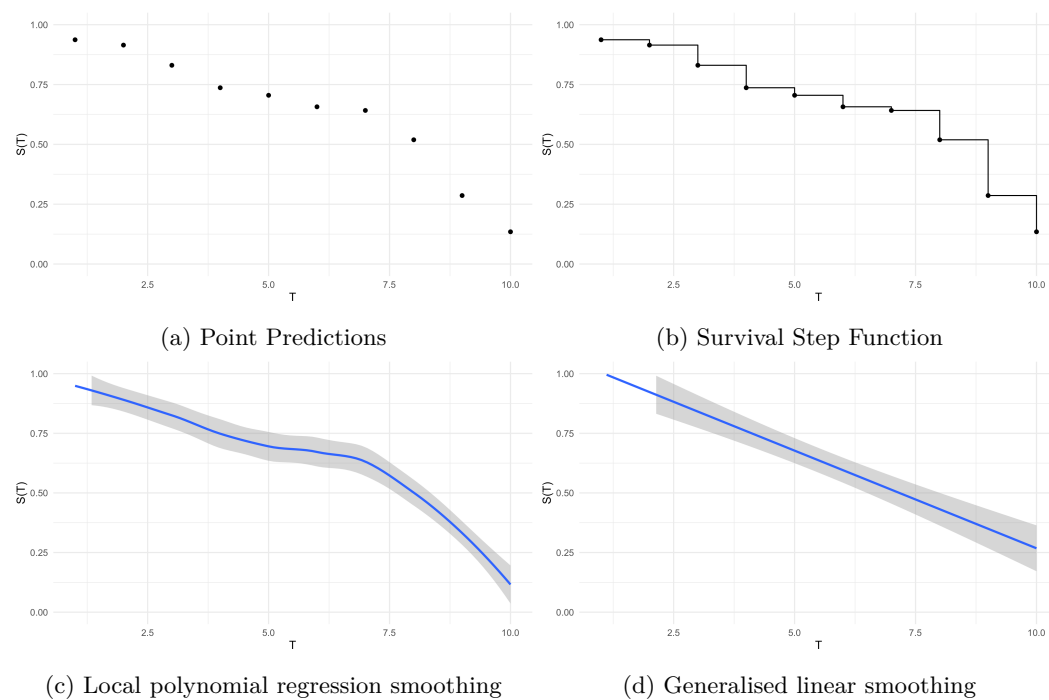 1.00
0.75
0.50
0.25
0.00
S(T)
2.5 5.0 7.5 10.0
T
(a) Point Predictions
1.00
0.75
0.50
0.25
0.00
S(T)
2.5 5.0 7.5 10.0
T
(b) Survival Step Function
1.00
0.75
0.50
0.25
0.00
S(T)
2.5 5.0 7.5 10.0
T
(c) Local polynomial regression smoothing
1.00
0.75
0.50
0.25
0.00
S(T)
2.5 5.0 7.5 10.0
T
(d) Generalised linear smoothing